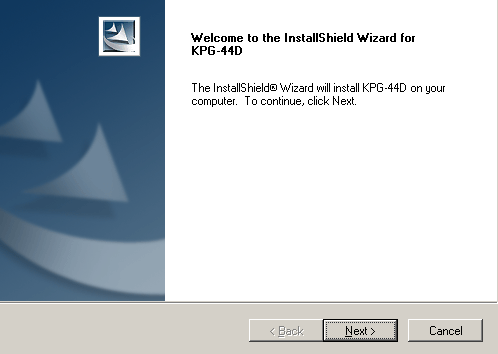 Welcome to the InstallShield Wizard for
KPG-44D
The InstallShield® Wizard will install KPG-44D on your
computer. To continue, click Next.
< Back
Next >
Cancel